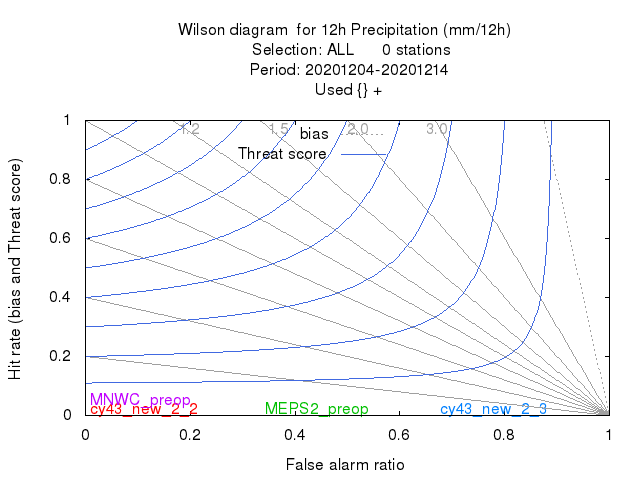 Wilson diagram  for 12h Precipitation (mm/12h)
Selection: ALL      0 stations
Period: 20201204-20201214
Used {} +
1.2 1.5 2.0 3.0
bias
Threat score
Hit rate (bias and Threat score)
1
0.8
0.6
0.4
0.2
0
MNWC_preop
cy43_new_2_2 MEPS2_preop cy43_new_2_3
0 0.2 0.4 0.6 0.8 1
False alarm ratio